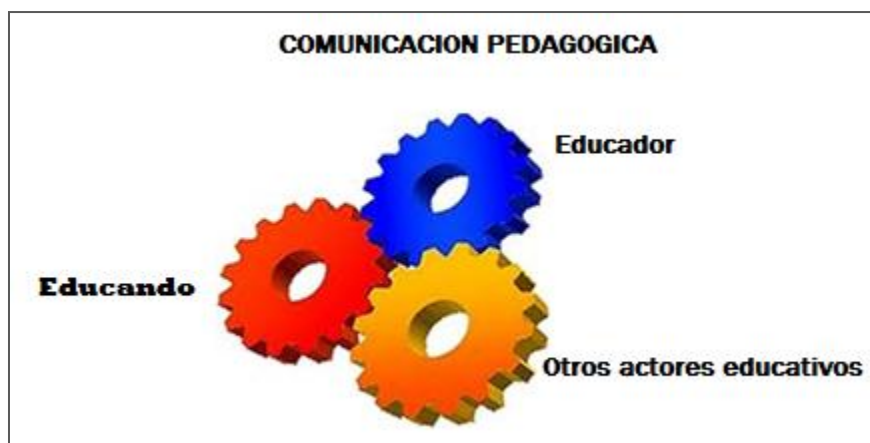 COMUNICACION PEDAGOGICA
Educador
Educando
Otros actores educativos